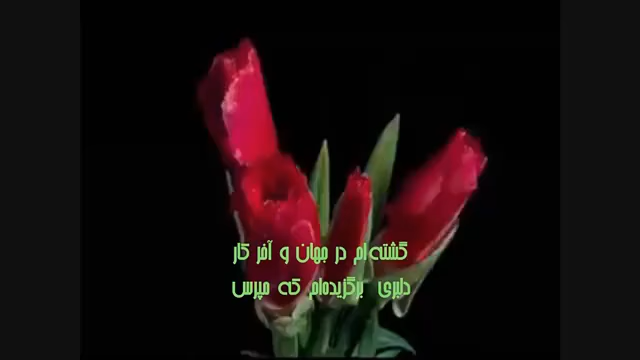 گشته‌ام در جهان و آخر کار
دلبری برگزیده‌ام که مپرس